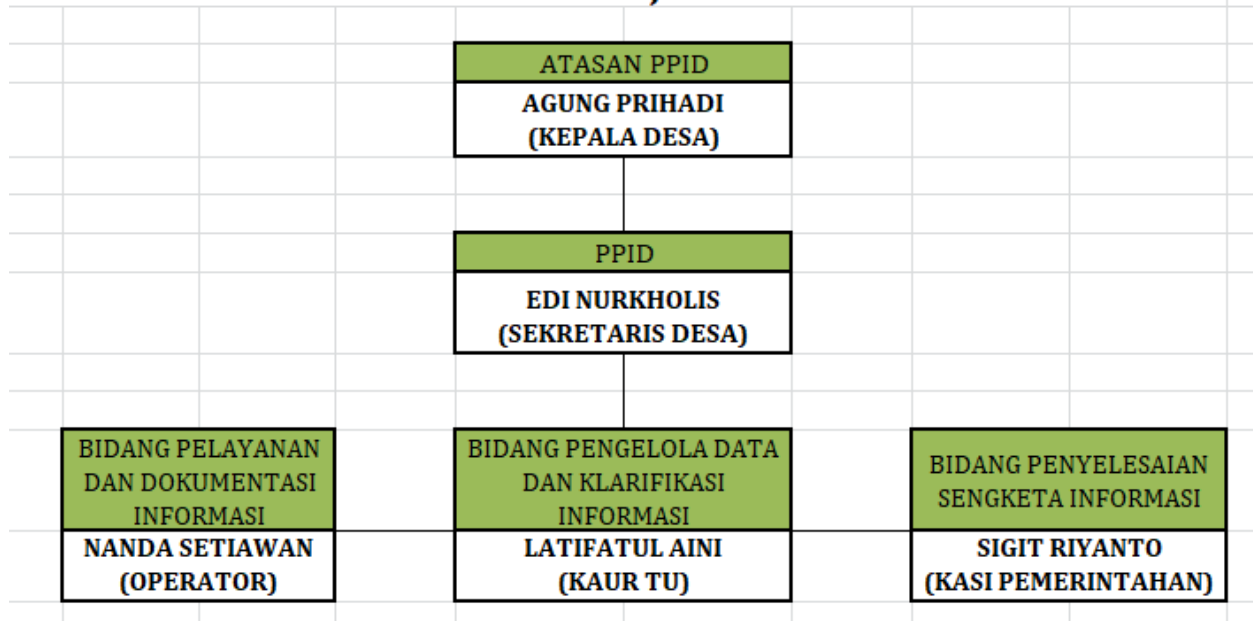 ATASAN PPID
AGUNG PRIHADI
(KEPALA DESA)
PPID
EDI NURKHOLIS
(SEKRETARIS DESA)
BIDANG PELAYANAN
DAN DOKUMENTASI
INFORMASI
NANDA SETIAWAN
(OPERATOR)
BIDANG PENGELOLA DATA
DAN KLARIFIKASI
INFORMASI
LATIFATUL AINI
(KAUR TU)
BIDANG PENYELESAIAN
SENGKETA INFORMASI
SIGIT RIYANTO
(KASI PEMERINTAHAN)